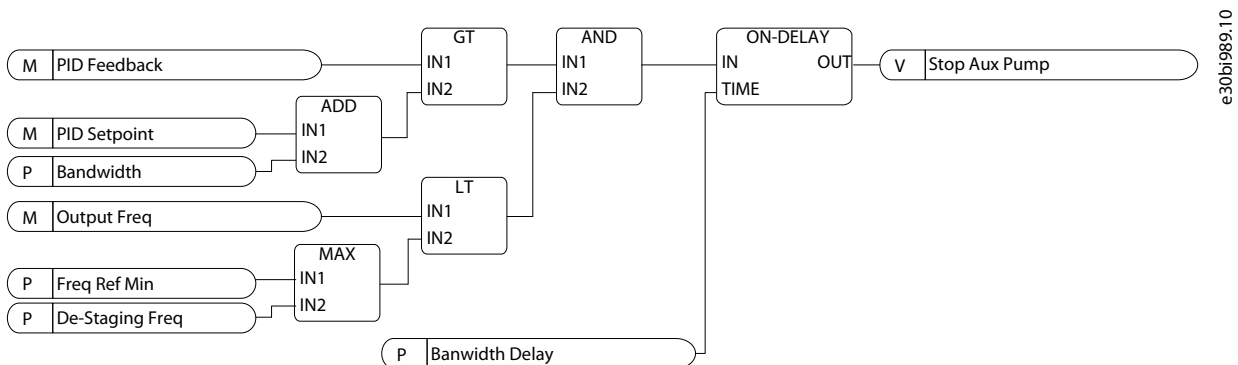 GT
AND
ON-DELAY
M PID Feedback
IN1
IN1
IN OUT
V Stop Aux Pump
IN2
IN2
TIME
ADD
M PID Setpoint
IN1
P Bandwidth
IN2
LT
M Output Freq
IN1
IN2
MAX
P Freq Ref Min
IN1
P De-Staging Freq
IN2
P Banwidth Delay
e30bi989.10